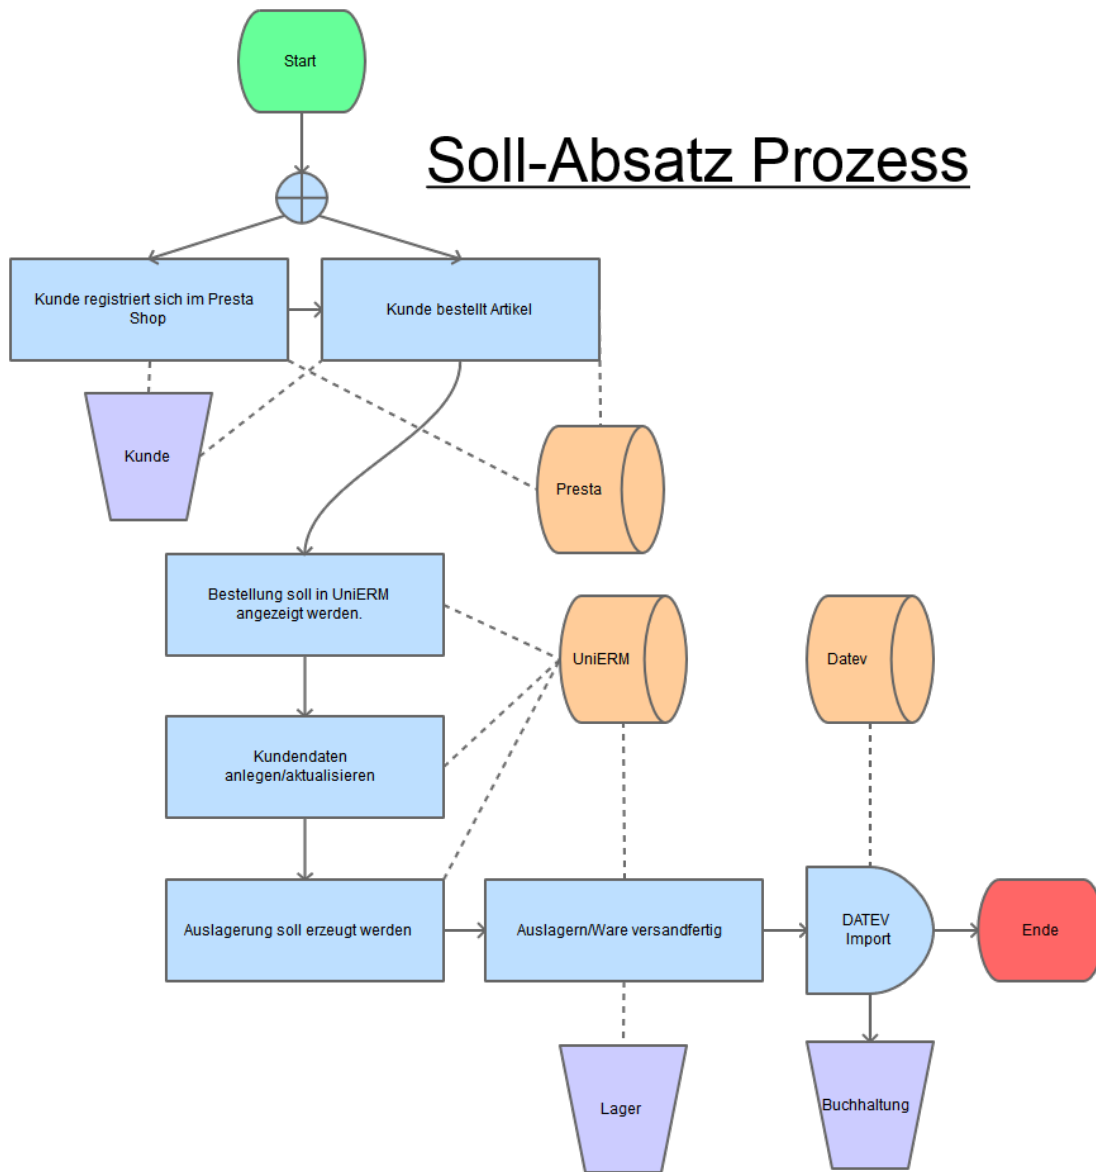 Start
Soll-Absatz Prozess
Kunde registriert sich im Presta
Shop
Kunde bestellt Artikel
Kunde
Presta
Bestellung soll in UniERM
angezeigt werden.
UniERM
Datev
Kundendaten
anlegen/aktualisieren
Auslagerung soll erzeugt werden
Auslagern/Ware versandfertig
DATEV
Import
Ende
Lager
Buchhaltung